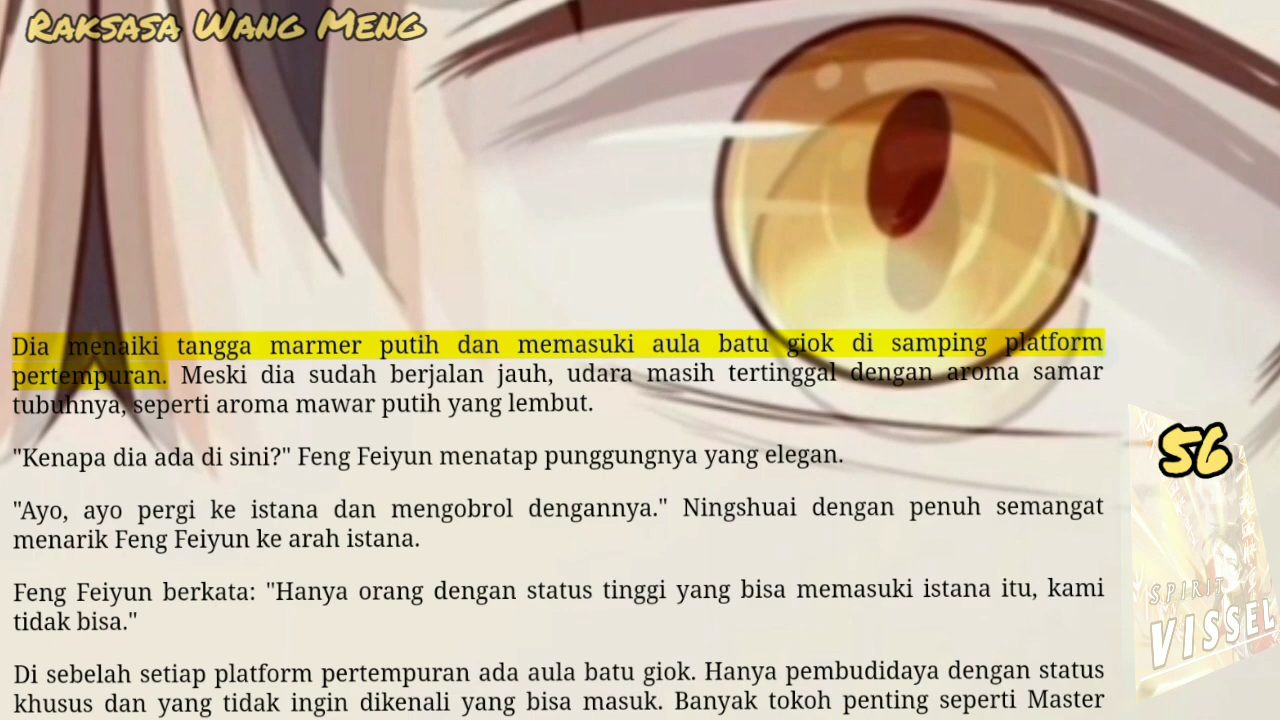 Raksasa Wang Meng
Dia menaiki tangga marmer putih dan memasuki aula batu giok di samping platform
pertempuran. Meski dia sudah berjalan jauh, udara masih tertinggal dengan aroma samar
tubuhnya, seperti aroma mawar putih yang lembut.
"Kenapa dia ada di sini?" Feng Feiyun menatap punggungnya yang elegan.
"Ayo, ayo pergi ke istana dan mengobrol dengannya." Ningshuai dengan penuh semangat
menarik Feng Feiyun ke arah istana.
Feng Feiyun berkata: "Hanya orang dengan status tinggi yang bisa memasuki istana itu, kami
tidak bisa."
Di sebelah setiap platform pertempuran ada aula batu giok. Hanya pembudidaya dengan status
khusus dan yang tidak ingin dikenali yang bisa masuk. Banyak tokoh penting seperti Master
56
SPIRIT
VISSEL